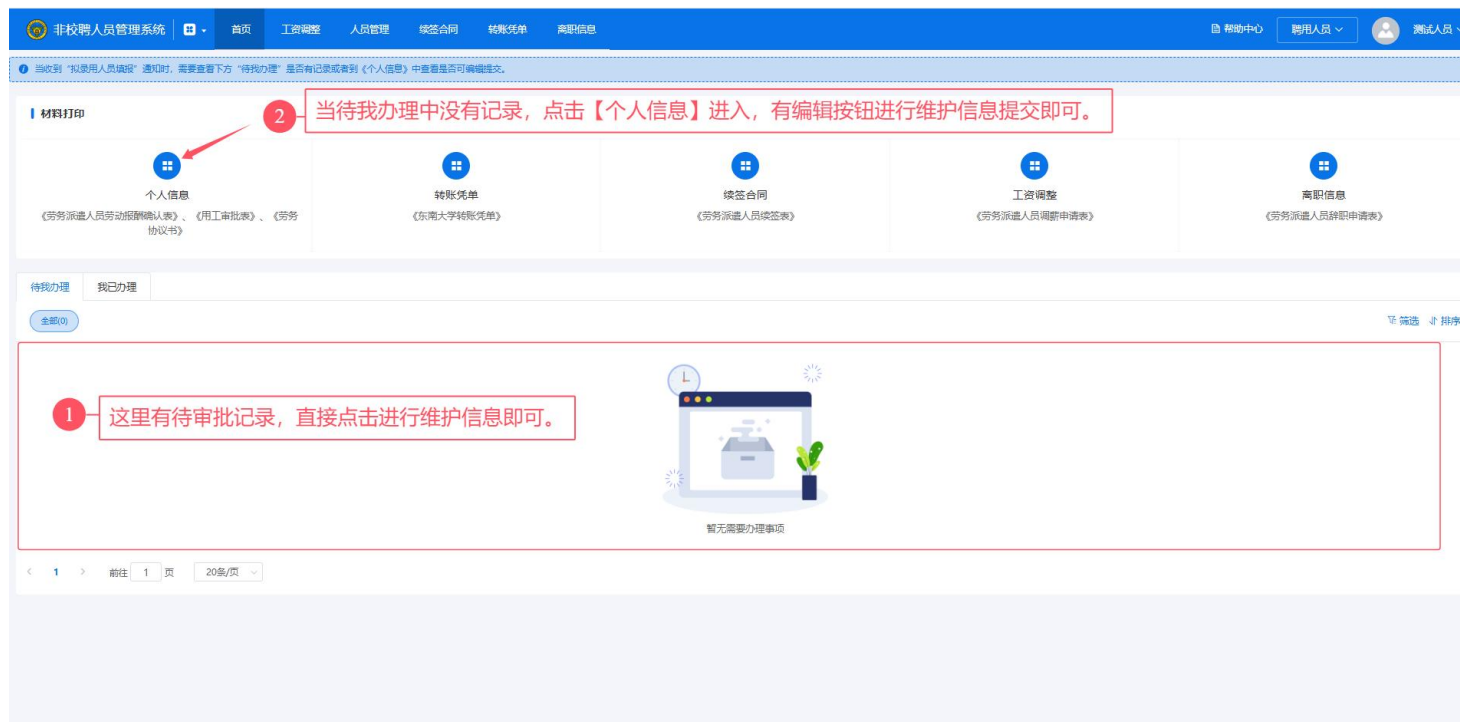 非校聘人员管理系统 首页 工资调整 人员管理 续签合同 转账凭单 离职信息 帮助中心 聘用人员 测试人员
当收到“拟录用人员填报”通知时，需要查看下方“待我办理”是否有记录或者到《个人信息》中查看是否可编辑提交。
材料打印
2 当待我办理中没有记录，点击【个人信息】进入，有编辑按钮进行维护信息提交即可。
个人信息 转账凭单 续签合同 工资调整 离职信息
《劳务派遣人员劳动报酬确认表》、《用工审批表》、《劳务 《东南大学转账凭单》 《劳务派遣人员续签表》 《劳务派遣人员调薪申请表》 《劳务派遣人员辞职申请表》
协议书》
待我办理 我已办理
全部(0) 筛选 排序
1 这里有待审批记录，直接点击进行维护信息即可。
暂无需要办理事项
1 前往 1 页 20条/页